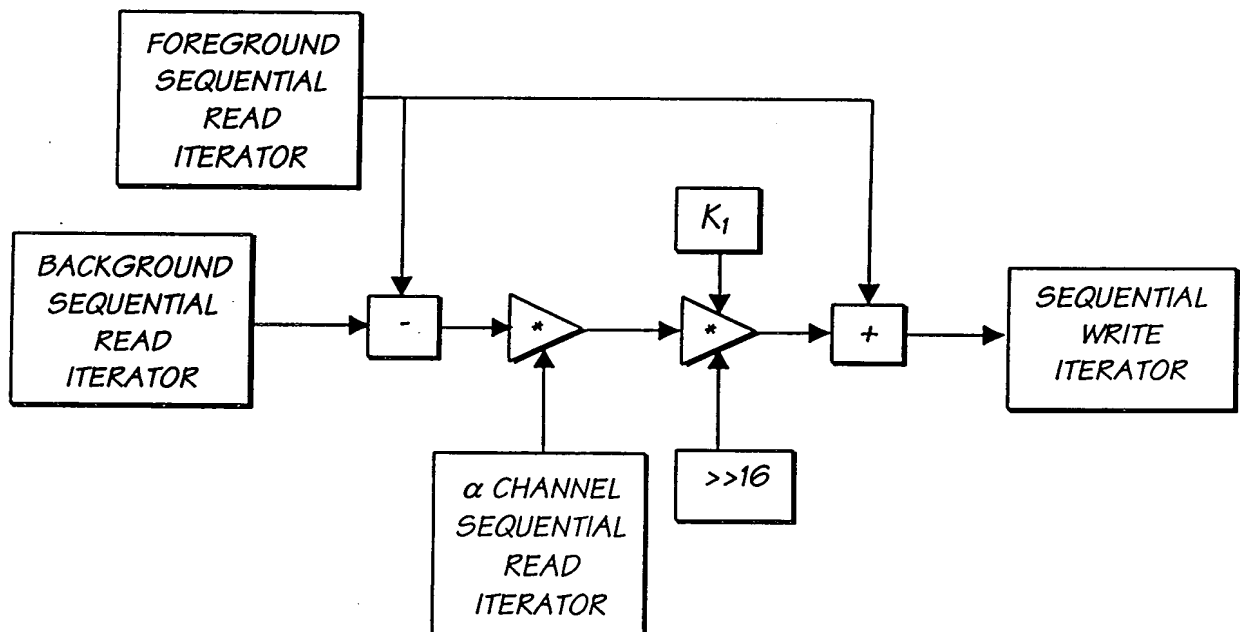 FOREGROUND
SEQUENTIAL
READ
ITERATOR
K₁
BACKGROUND
SEQUENTIAL
READ
ITERATOR
-
*
*
+
SEQUENTIAL
WRITE
ITERATOR
α CHANNEL
SEQUENTIAL
READ
ITERATOR
>>16